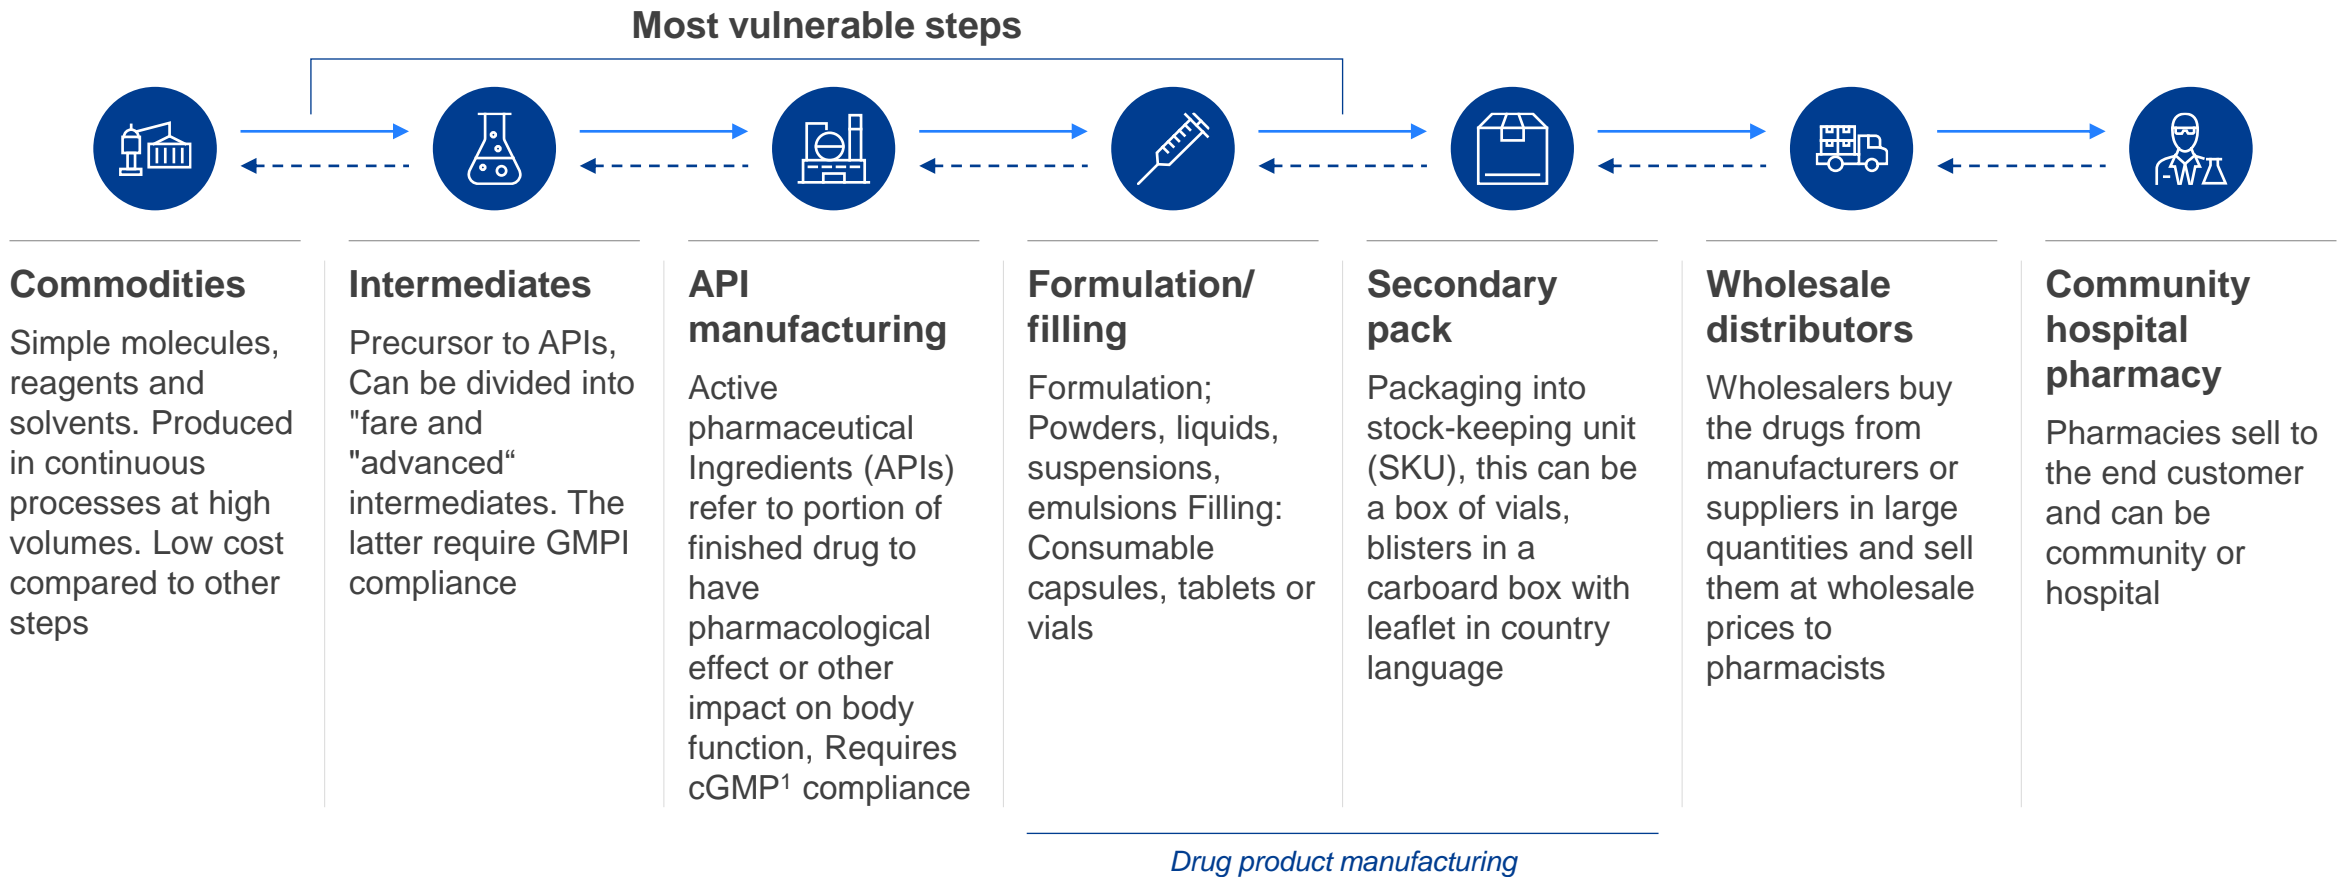 Most vulnerable steps
Commodities
Simple molecules,
reagents and
solvents. Produced
in continuous
processes at high
volumes. Low cost
compared to other
steps
Intermediates
Precursor to APIs,
Can be divided into
"fare and
"advanced“
intermediates. The
latter require GMPI
compliance
API
manufacturing
Active
pharmaceutical
Ingredients (APIs)
refer to portion of
finished drug to
have
pharmacological
effect or other
impact on body
function, Requires
cGMP¹ compliance
Formulation/
filling
Formulation;
Powders, liquids,
suspensions,
emulsions Filling:
Consumable
capsules, tablets or
vials
Secondary
pack
Packaging into
stock-keeping unit
(SKU), this can be
a box of vials,
blisters in a
carboard box with
leaflet in country
language
Wholesale
distributors
Wholesalers buy
the drugs from
manufacturers or
suppliers in large
quantities and sell
them at wholesale
prices to
pharmacists
Community
hospital
pharmacy
Pharmacies sell to
the end customer
and can be
community or
hospital
Drug product manufacturing